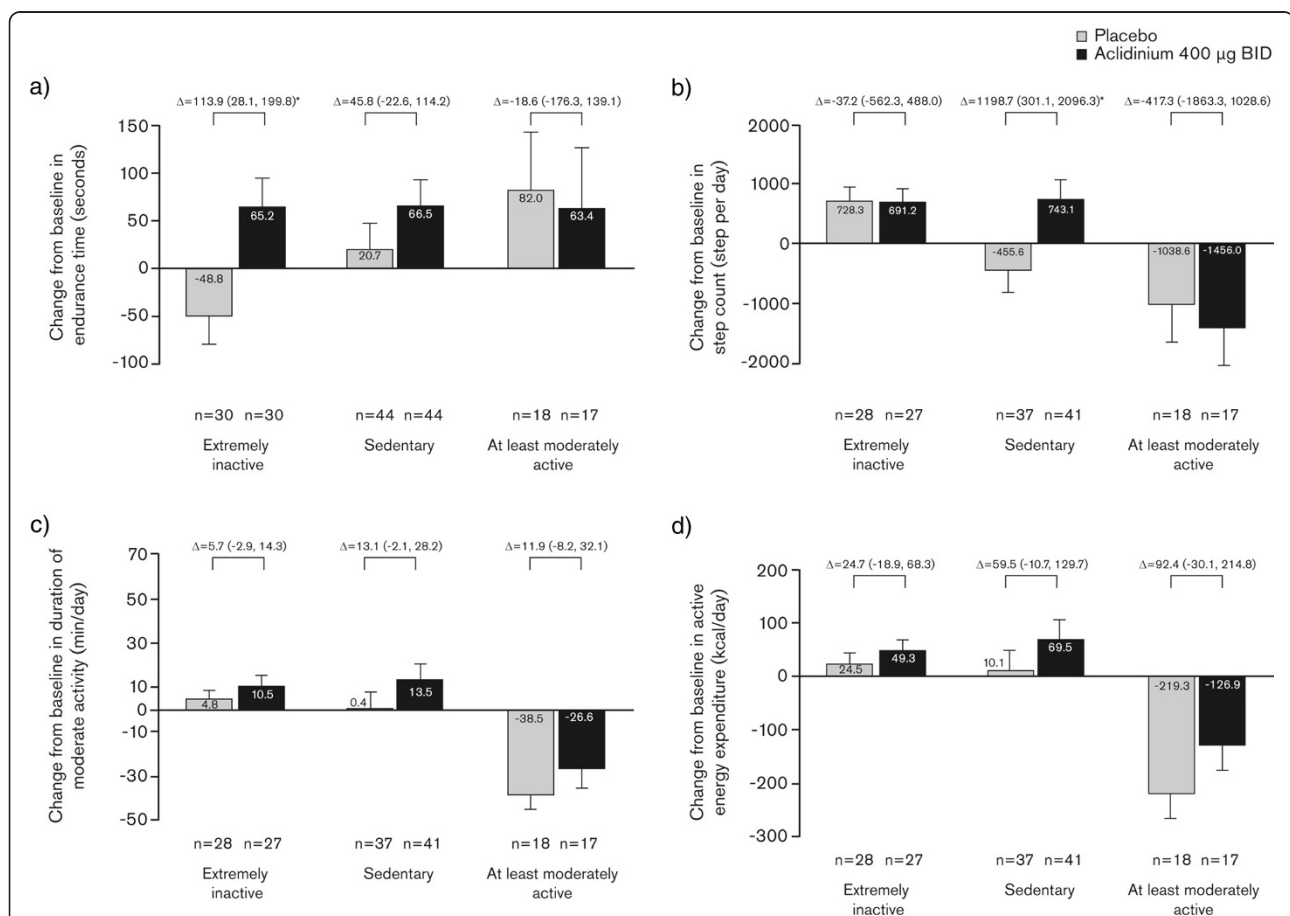 Placebo
Aclidinium 400 µg BID
a)
Δ=113.9 (28.1, 199.8)*
Δ=45.8 (-22.6, 114.2)
Δ=-18.6 (-176.3, 139.1)
Change from baseline in
endurance time (seconds)
150
100
50
0
-50
-100
-48.8
65.2
20.7
66.5
82.0
63.4
n=30 n=30
n=44 n=44
n=18 n=17
Extremely
inactive
Sedentary
At least moderately
active
b)
Δ=-37.2 (-562.3, 488.0)
Δ=1198.7 (301.1, 2096.3)*
Δ=-417.3 (-1863.3, 1028.6)
Change from baseline in
step count (step per day)
2000
1000
0
-1000
-2000
728.3
691.2
-455.6
743.1
-1038.6
-1456.0
n=28 n=27
n=37 n=41
n=18 n=17
Extremely
inactive
Sedentary
At least moderately
active
c)
Δ=5.7 (-2.9, 14.3)
Δ=13.1 (-2.1, 28.2)
Δ=11.9 (-8.2, 32.1)
Change from baseline in duration of
moderate activity (min/day)
70
50
30
10
0
-10
-30
-50
4.8
10.5
0.4
13.5
-38.5
-26.6
n=28 n=27
n=37 n=41
n=18 n=17
Extremely
inactive
Sedentary
At least moderately
active
d)
Δ=24.7 (-18.9, 68.3)
Δ=59.5 (-10.7, 129.7)
Δ=92.4 (-30.1, 214.8)
Change from baseline in active
energy expenditure (kcal/day)
200
100
0
-100
-200
-300
24.5
49.3
10.1
69.5
-219.3
-126.9
n=28 n=27
n=37 n=41
n=18 n=17
Extremely
inactive
Sedentary
At least moderately
active